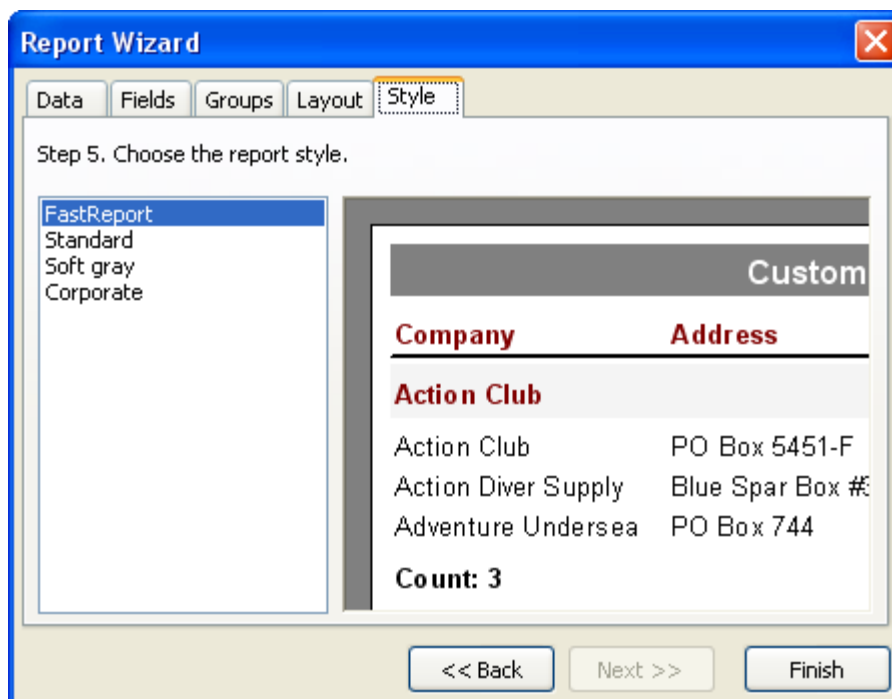 Report Wizard
Data Fields Groups Layout Style
Step 5. Choose the report style.
FastReport
Standard
Soft gray
Corporate
Custom
Company Address
Action Club
Action Club PO Box 5451-F
Action Diver Supply Blue Spar Box #3
Adventure Undersea PO Box 744
Count: 3
<< Back Next >> Finish